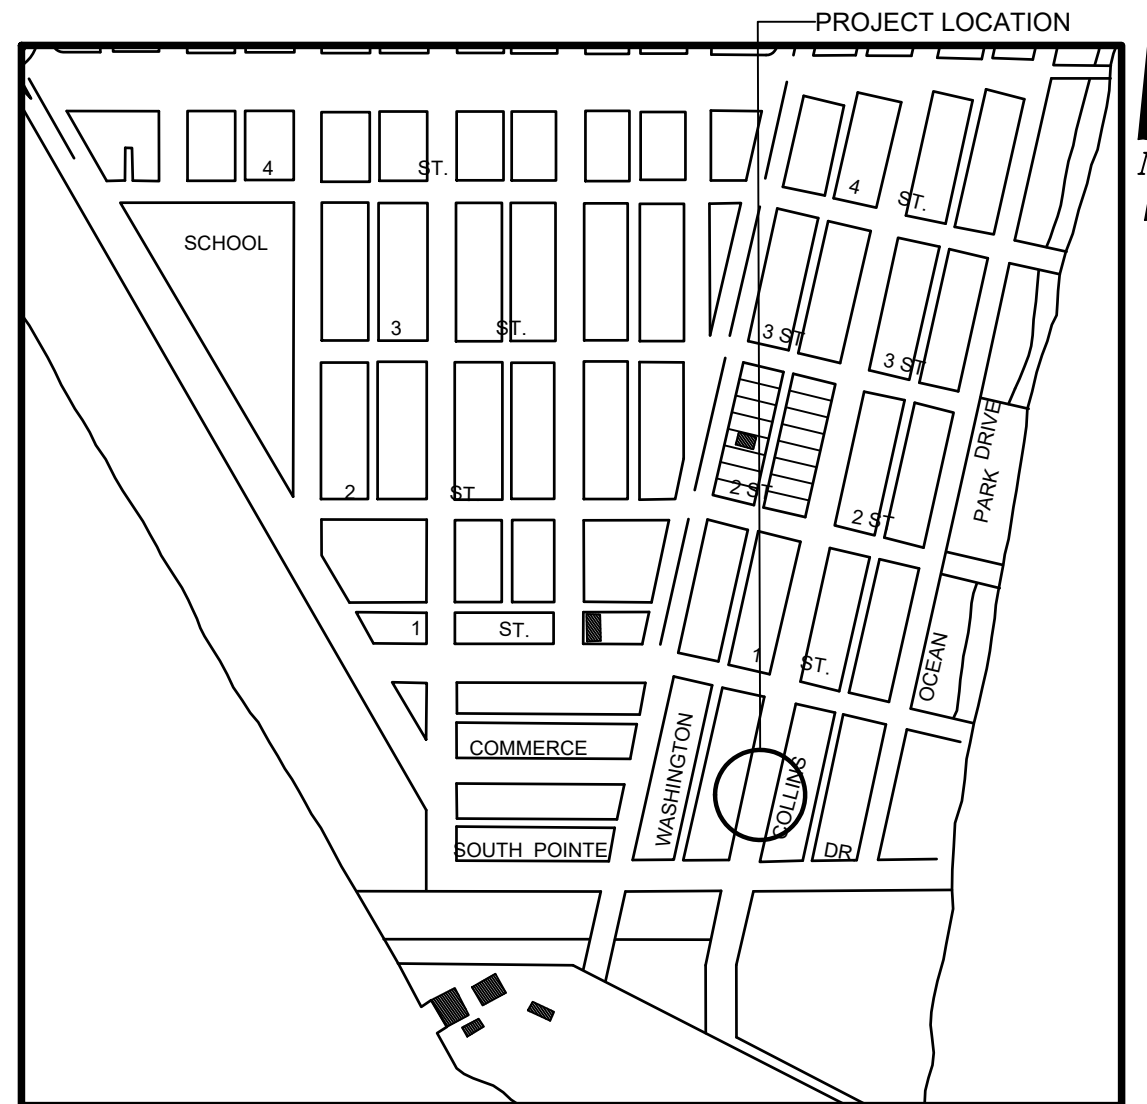 PROJECT LOCATION
4 ST.
4 ST.
SCHOOL
3 ST.
3 ST
3 ST
PARK DRIVE
2 ST
2 ST
2 ST
1 ST.
1 ST.
OCEAN
COMMERCE
WASHINGTON
COLLINS
SOUTH POINTE DR